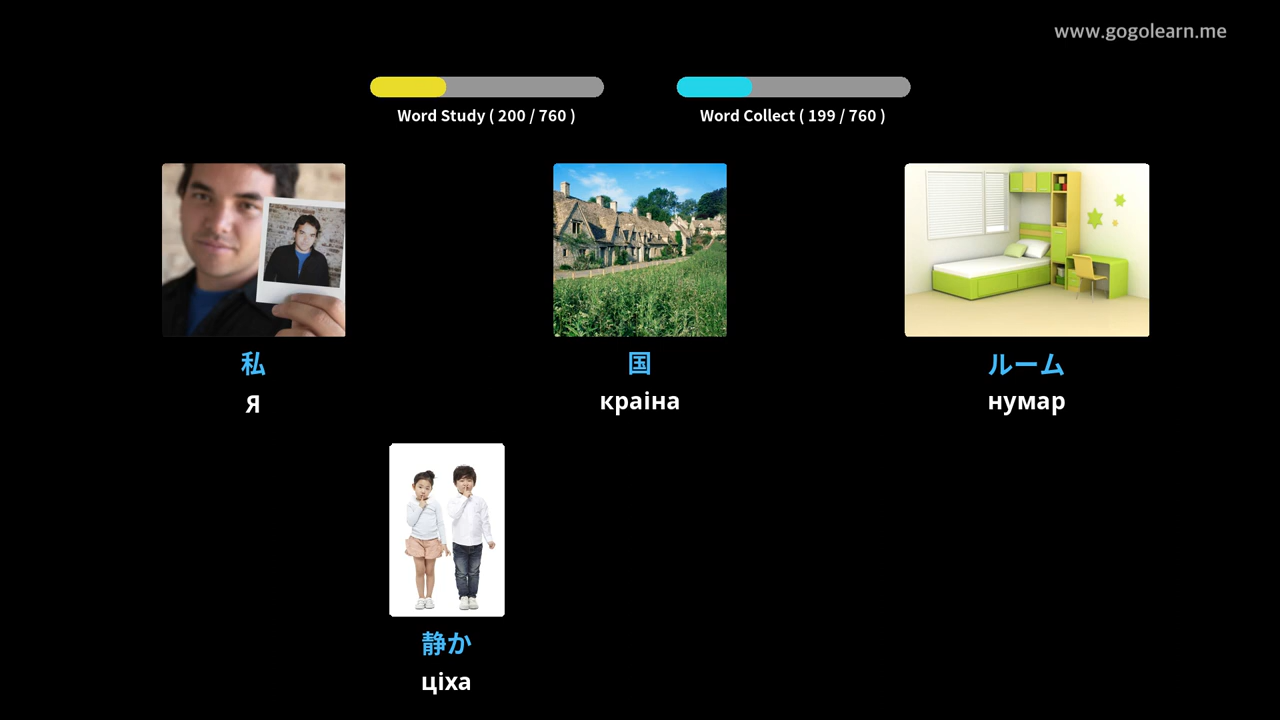 www.gogolearn.me
Word Study ( 200 / 760 )
Word Collect ( 199 / 760 )
私
Я
国
краіна
ルーム
нумар
静か
ціха